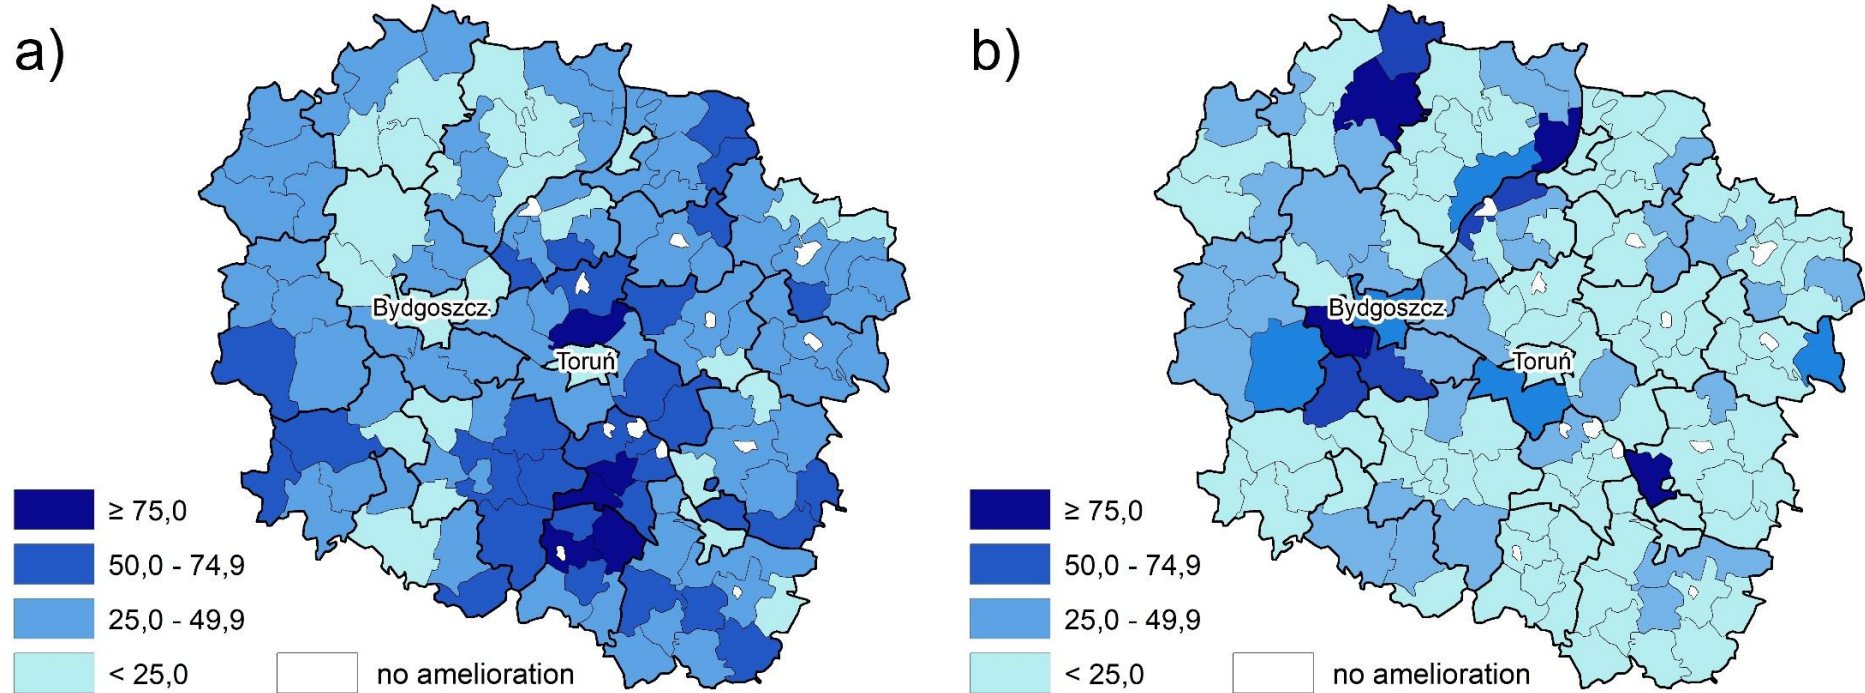 a)
Bydgoszcz
Toruń
≥ 75,0
50,0 - 74,9
25,0 - 49,9
< 25,0
no amelioration
b)
Bydgoszcz
Toruń
≥ 75,0
50,0 - 74,9
25,0 - 49,9
< 25,0
no amelioration